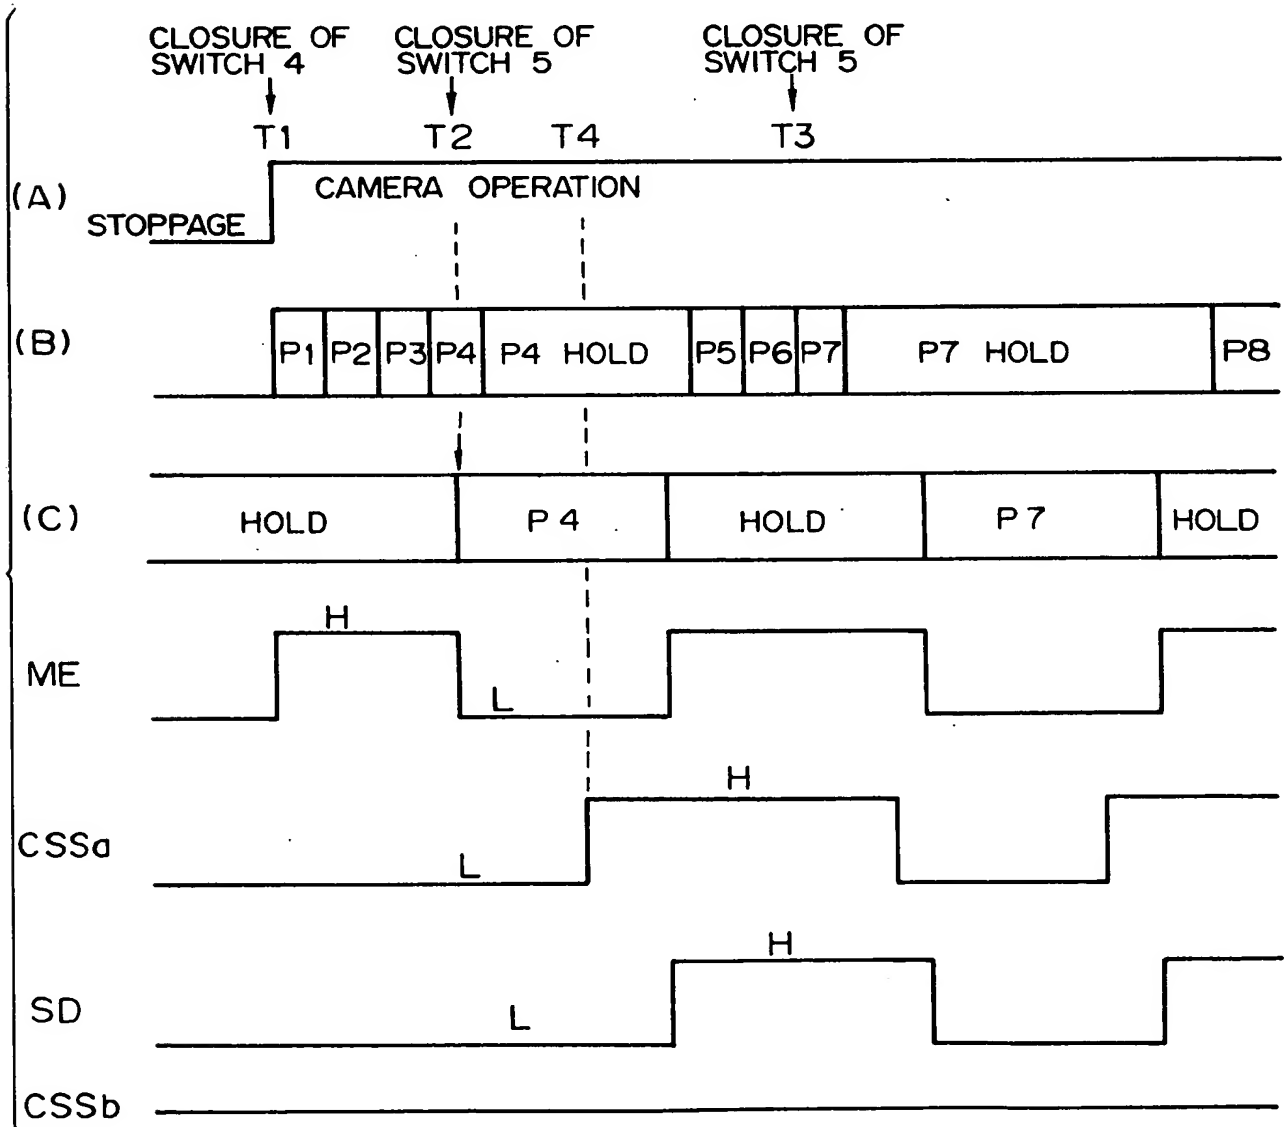 CLOSURE OF SWITCH 4
CLOSURE OF SWITCH 5
CLOSURE OF SWITCH 5
T1 T2 T4 T3
(A)
STOPPAGE
CAMERA OPERATION
(B)
P1 P2 P3 P4 P4 HOLD P5 P6 P7 P7 HOLD P8
(C)
HOLD P4 HOLD P7 HOLD
ME
H
L
CSSa
H
L
SD
H
L
CSSb